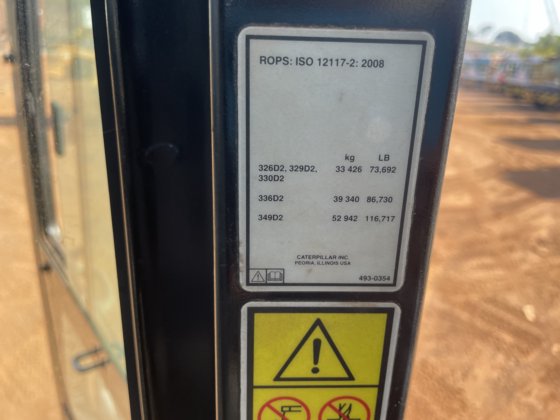 ROPS: ISO 12117-2: 2008
kg LB
326D2, 329D2, 33 426 73,692
330D2
336D2 39 340 86,730
349D2 52 942 116,717
CATERPILLAR INC.
PEORIA, ILLINOIS USA
493-0354